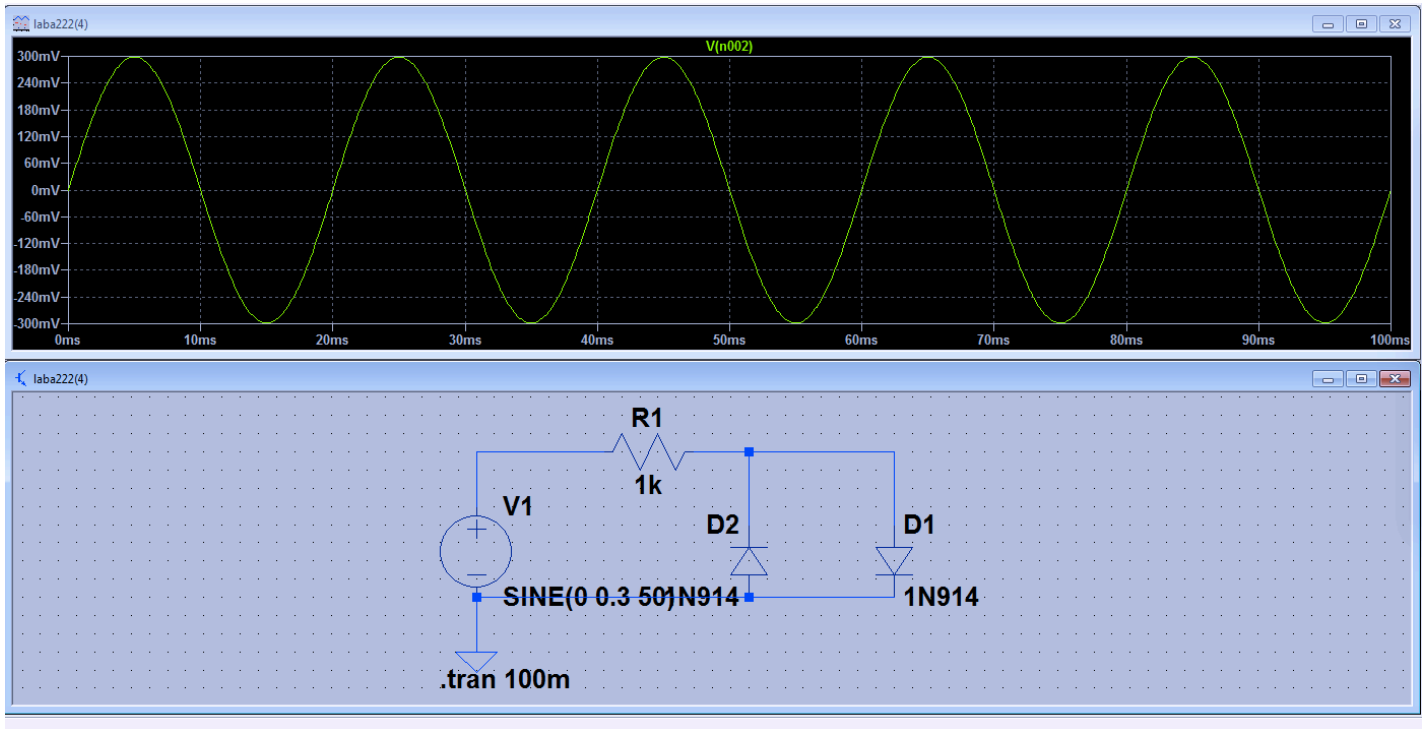 laba222(4)
V(n002)
300mV
240mV
180mV
120mV
60mV
0mV
-60mV
-120mV
-180mV
-240mV
-300mV
0ms 10ms 20ms 30ms 40ms 50ms 60ms 70ms 80ms 90ms 100ms
laba222(4)
R1
1k
V1
D2
D1
SINE(0 0.3 50)
1N914
1N914
.tran 100m